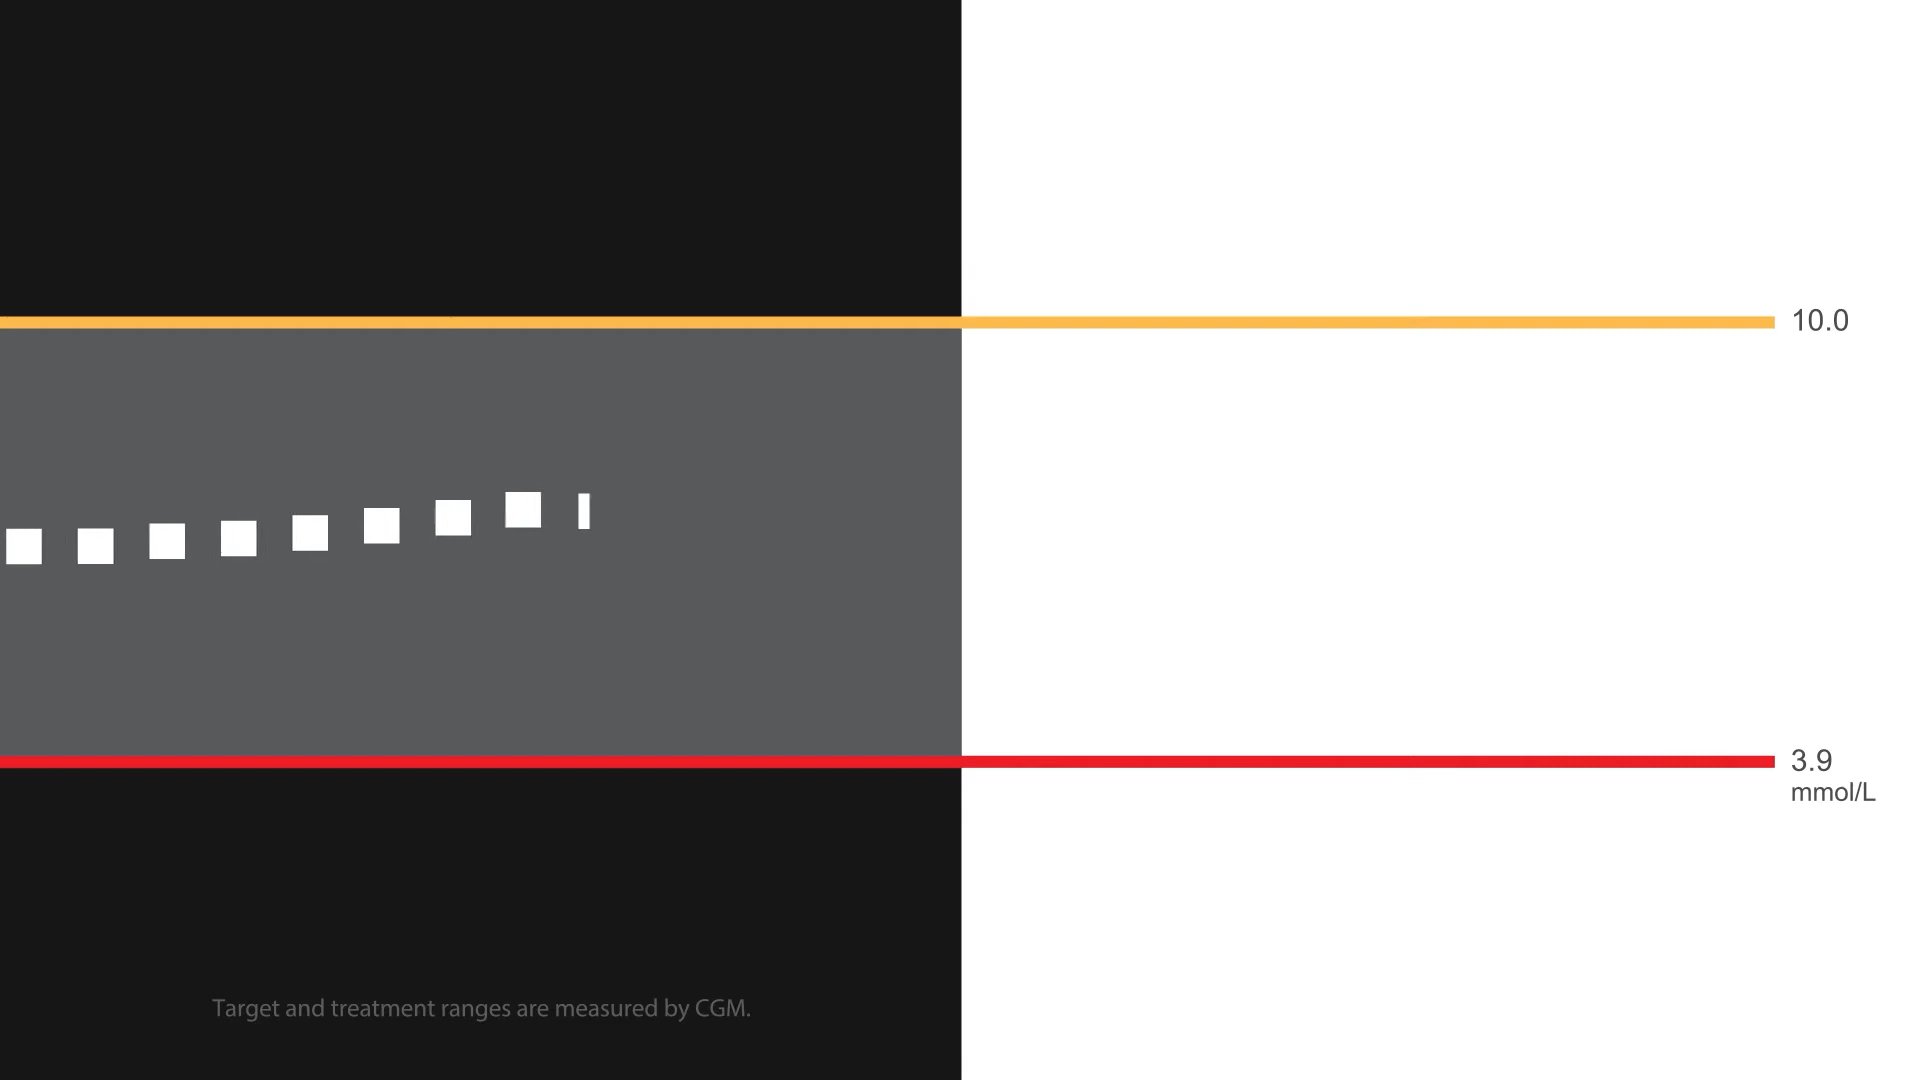 10.0
3.9
mmol/L
Target and treatment ranges are measured by CGM.